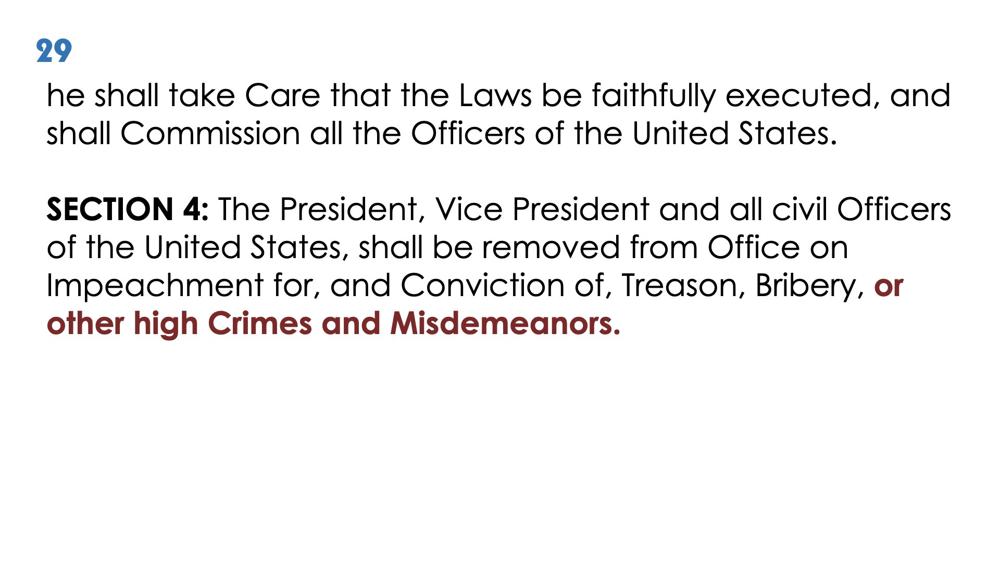 29
he shall take Care that the Laws be faithfully executed, and
shall Commission all the Officers of the United States.
SECTION 4: The President, Vice President and all civil Officers
of the United States, shall be removed from Office on
Impeachment for, and Conviction of, Treason, Bribery, or
other high Crimes and Misdemeanors.